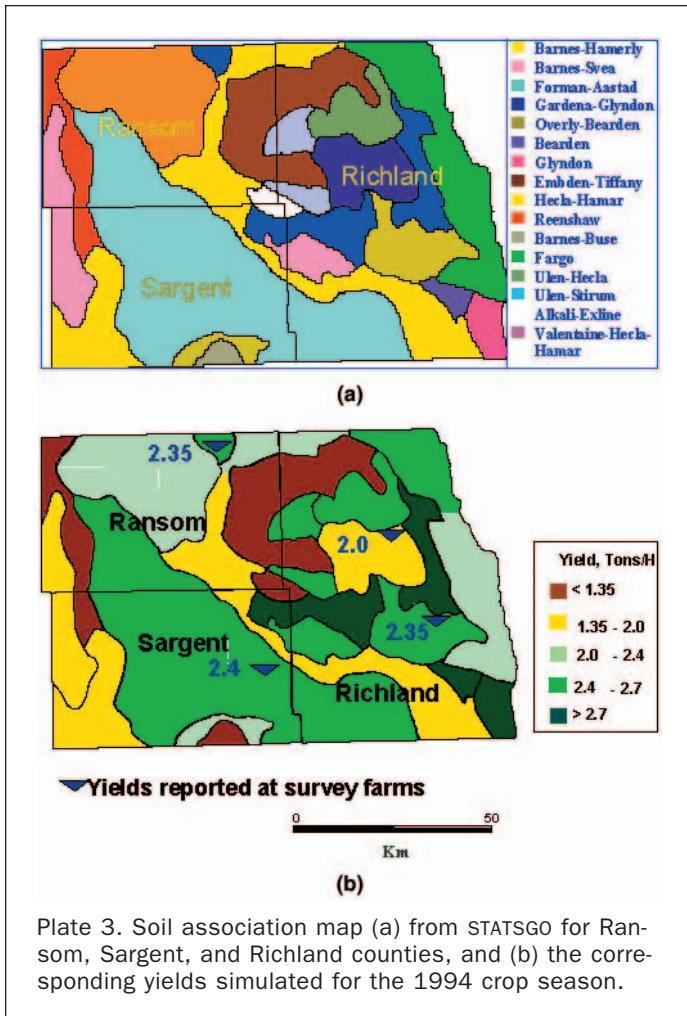 Ransom
Richland
Sargent
Barnes-Hamerly
Barnes-Svea
Forman-Aastad
Gardena-Glyndon
Overly-Bearden
Bearden
Glyndon
Embden-Tiffany
Hecla-Hamar
Reenshaw
Barnes-Buse
Fargo
Ulen-Hecla
Ulen-Stirum
Alkali-Exline
Valentaine-Hecla-
Hamar
(a)
2.35
Ransom
2.0
2.35
Sargent
2.4
Richland
Yield, Tons/H
< 1.35
1.35 - 2.0
2.0 - 2.4
2.4 - 2.7
> 2.7
Yields reported at survey farms
0 50
Km
(b)
Plate 3. Soil association map (a) from STATSGO for Ran-
som, Sargent, and Richland counties, and (b) the corre-
sponding yields simulated for the 1994 crop season.